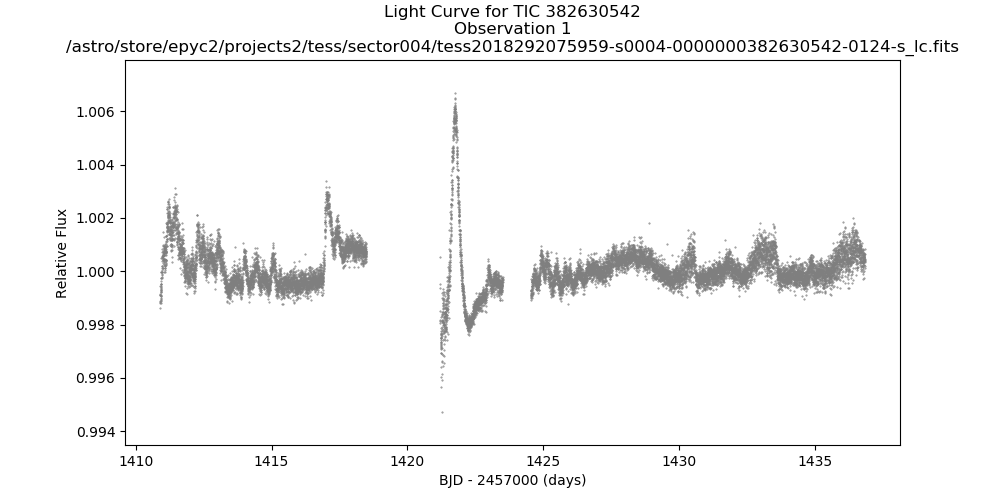 Light Curve for TIC 382630542
Observation 1
/astro/store/epyc2/projects2/tess/sector004/tess2018292075959-s0004-0000000382630542-0124-s_lc.fits
1.006
1.004
1.002
1.000
0.998
0.996
0.994
Relative Flux
1410
1415
1420
1425
1430
1435
BJD - 2457000 (days)